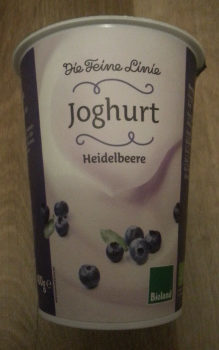 Die Feine Linie
Joghurt
Heidelbeere
Bioland